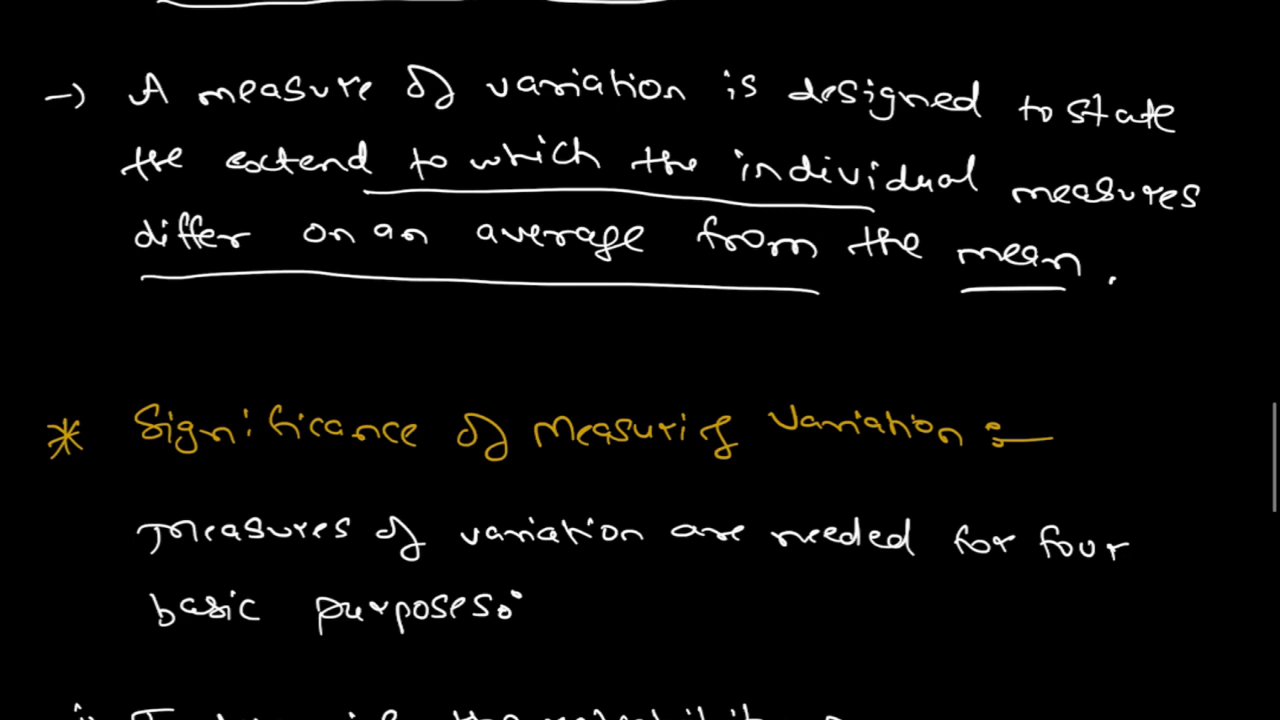 → A measure of variation is designed to state
the extend to which the individual measures
differ on an average from the mean.
* Significance of measuring variation :-
measures of variation are needed for four
basic purposes: